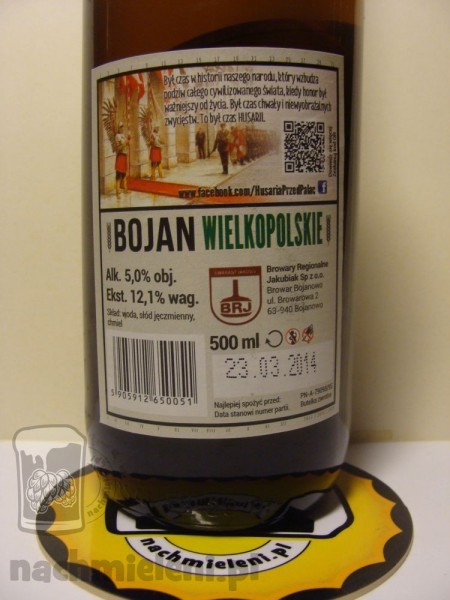 Był czas w historii naszego narodu, który wzbudza
podziw całego cywilizowanego świata, kiedy honor był
ważniejszy od życia. Był czas chwały i niewyobrażalnych
zwycięstw. To był czas HUSARII.
www.facebook.com/HusariaPrzedPalac
BOJAN WIELKOPOLSKIE
Alk. 5,0% obj.
Ekst. 12,1% wag.
Skład: woda, słód jęczmienny,
chmiel
BRJ
Browary Regionalne
Jakubiak Sp z o.o.
Browar Bojanowo
ul. Browarowa 2
63-940 Bojanowo
500 ml
23.03.2014
5 905912 650051
Najlepiej spożyć przed:
Data stanowi numer partii.
Butelka zwrotna
nachmieleni.pl
nachmieleni.pl